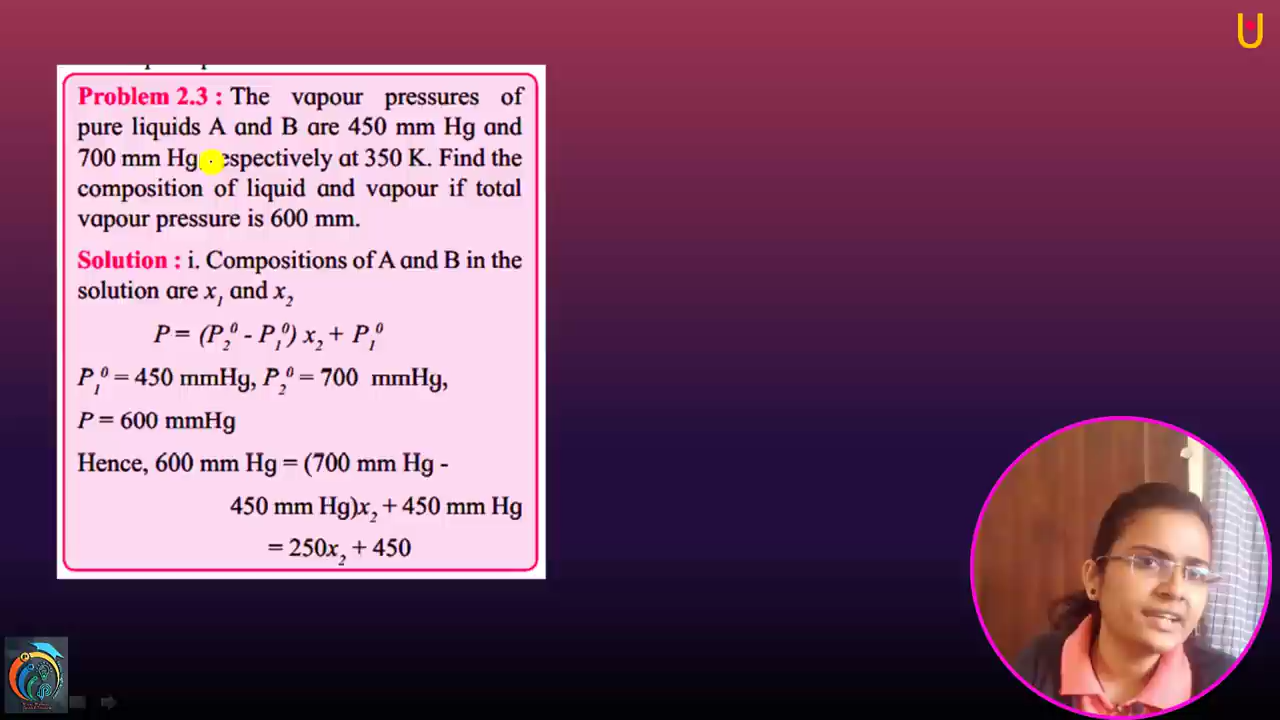 Problem 2.3 : The vapour pressures of
pure liquids A and B are 450 mm Hg and
700 mm Hg, respectively at 350 K. Find the
composition of liquid and vapour if total
vapour pressure is 600 mm.
Solution : i. Compositions of A and B in the
solution are x₁ and x₂
P = (P₂⁰ - P₁⁰) x₂ + P₁⁰
P₁⁰ = 450 mmHg, P₂⁰ = 700 mmHg,
P = 600 mmHg
Hence, 600 mm Hg = (700 mm Hg -
450 mm Hg)x₂ + 450 mm Hg
= 250x₂ + 450